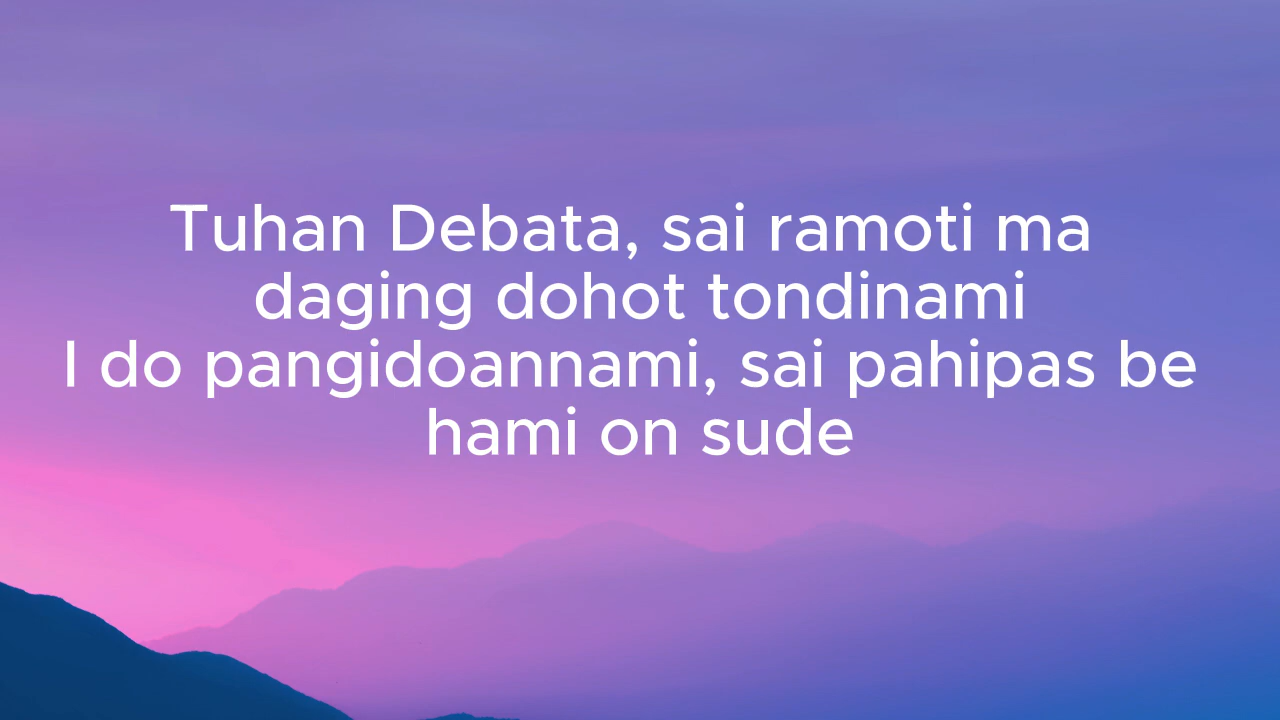 Tuhan Debata, sai ramoti ma
daging dohot tondinami
I do pangidoannami, sai pahipas be
hami on sude